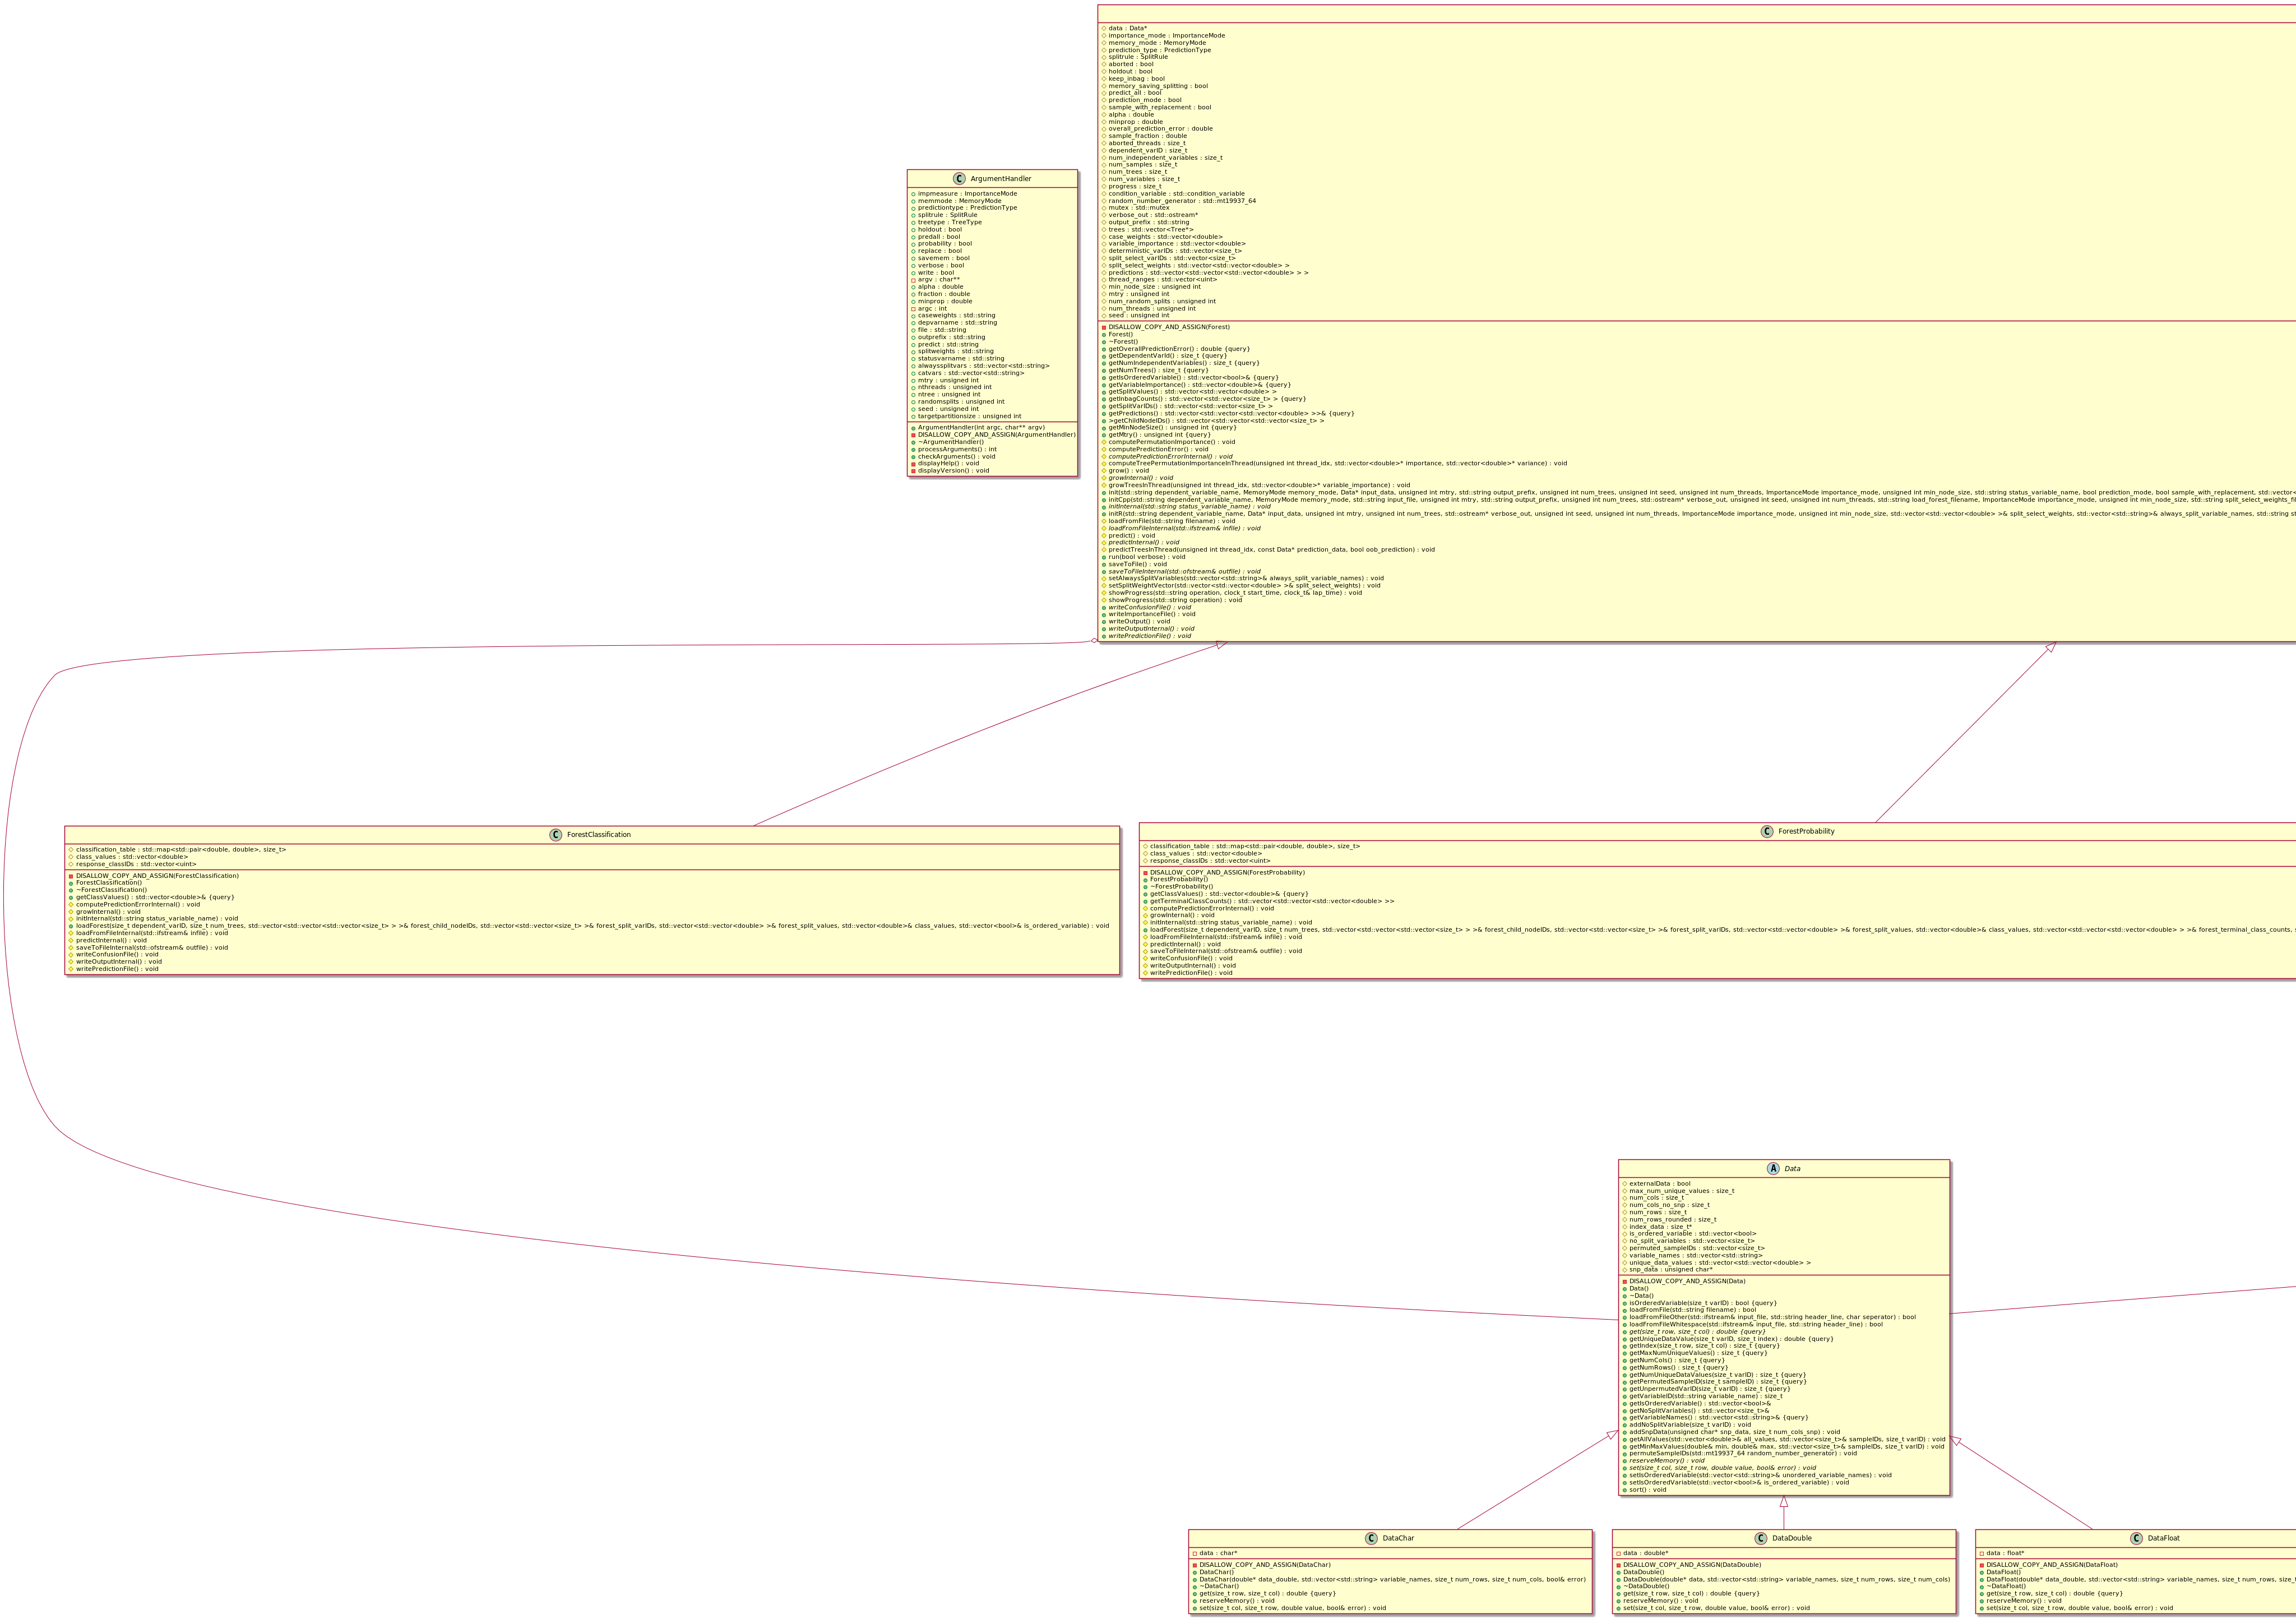 data : Data*
importance_mode : ImportanceMode
memory_mode : MemoryMode
prediction_type : PredictionType
splitrule : SplitRule
aborted : bool
holdout : bool
keep_inbag : bool
memory_saving_splitting : bool
predict_all : bool
prediction_mode : bool
sample_with_replacement : bool
alpha : double
minprop : double
overall_prediction_error : double
sample_fraction : double
aborted_threads : size_t
dependent_varID : size_t
num_independent_variables : size_t
num_samples : size_t
num_trees : size_t
num_variables : size_t
progress : size_t
condition_variable : std::condition_variable
random_number_generator : std::mt19937_64
mutex : std::mutex
verbose_out : std::ostream*
output_prefix : std::string
trees : std::vector<Tree*>
case_weights : std::vector<double>
variable_importance : std::vector<double>
deterministic_varIDs : std::vector<size_t>
split_select_varIDs : std::vector<size_t>
split_select_weights : std::vector<std::vector<double> >
predictions : std::vector<std::vector<std::vector<double> > >
thread_ranges : std::vector<uint>
min_node_size : unsigned int
mtry : unsigned int
num_random_splits : unsigned int
num_threads : unsigned int
seed : unsigned int
DISALLOW_COPY_AND_ASSIGN(Forest)
Forest()
~Forest()
getOverallPredictionError() : double {query}
getDependentVarId() : size_t {query}
getNumIndependentVariables() : size_t {query}
getNumTrees() : size_t {query}
getIsOrderedVariable() : std::vector<bool>& {query}
getVariableImportance() : std::vector<double>& {query}
getSplitValues() : std::vector<std::vector<double> >
getInbagCounts() : std::vector<std::vector<size_t> > {query}
getSplitVarIDs() : std::vector<std::vector<size_t> >
getPredictions() : std::vector<std::vector<std::vector<double> >>& {query}
>getChildNodeIDs() : std::vector<std::vector<std::vector<size_t> >
getMinNodeSize() : unsigned int {query}
getMtry() : unsigned int {query}
computePermutationImportance() : void
computePredictionError() : void
computePredictionErrorInternal() : void
computeTreePermutationImportanceInThread(unsigned int thread_idx, std::vector<double>* importance, std::vector<double>* variance) : void
grow() : void
growInternal() : void
growTreesInThread(unsigned int thread_idx, std::vector<double>* variable_importance) : void
init(std::string dependent_variable_name, MemoryMode memory_mode, Data* input_data, unsigned int mtry, std::string output_prefix, unsigned int num_trees, unsigned int seed, unsigned int num_threads, ImportanceMode importance_mode, unsigned int min_node_size, std::string status_variable_name, bool prediction_mode, bool sample_with_replacement, std::vector<
initCpp(std::string dependent_variable_name, MemoryMode memory_mode, std::string input_file, unsigned int mtry, std::string output_prefix, unsigned int num_trees, std::ostream* verbose_out, unsigned int seed, unsigned int num_threads, std::string load_forest_filename, ImportanceMode importance_mode, unsigned int min_node_size, std::string split_select_weights_fi
initInternal(std::string status_variable_name) : void
initR(std::string dependent_variable_name, Data* input_data, unsigned int mtry, unsigned int num_trees, std::ostream* verbose_out, unsigned int seed, unsigned int num_threads, ImportanceMode importance_mode, unsigned int min_node_size, std::vector<std::vector<double> >& split_select_weights, std::vector<std::string>& always_split_variable_names, std::string s
loadFromFile(std::string filename) : void
loadFromFileInternal(std::ifstream& infile) : void
predict() : void
predictInternal() : void
predictTreesInThread(unsigned int thread_idx, const Data* prediction_data, bool oob_prediction) : void
run(bool verbose) : void
saveToFile() : void
saveToFileInternal(std::ofstream& outfile) : void
setAlwaysSplitVariables(std::vector<std::string>& always_split_variable_names) : void
setSplitWeightVector(std::vector<std::vector<double> >& split_select_weights) : void
showProgress(std::string operation, clock_t start_time, clock_t& lap_time) : void
showProgress(std::string operation) : void
writeConfusionFile() : void
writeImportanceFile() : void
writeOutput() : void
writeOutputInternal() : void
writePredictionFile() : void
C ArgumentHandler
impmeasure : ImportanceMode
memmode : MemoryMode
predictiontype : PredictionType
splitrule : SplitRule
treetype : TreeType
holdout : bool
predall : bool
probability : bool
replace : bool
savemem : bool
verbose : bool
write : bool
argv : char**
alpha : double
fraction : double
minprop : double
argc : int
caseweights : std::string
depvarname : std::string
file : std::string
outprefix : std::string
predict : std::string
splitweights : std::string
statusvarname : std::string
alwayssplitvars : std::vector<std::string>
catvars : std::vector<std::string>
mtry : unsigned int
nthreads : unsigned int
ntree : unsigned int
randomsplits : unsigned int
seed : unsigned int
targetpartitionsize : unsigned int
ArgumentHandler(int argc, char** argv)
DISALLOW_COPY_AND_ASSIGN(ArgumentHandler)
~ArgumentHandler()
processArguments() : int
checkArguments() : void
displayHelp() : void
displayVersion() : void
C ForestClassification
classification_table : std::map<std::pair<double, double>, size_t>
class_values : std::vector<double>
response_classIDs : std::vector<uint>
DISALLOW_COPY_AND_ASSIGN(ForestClassification)
ForestClassification()
~ForestClassification()
getClassValues() : std::vector<double>& {query}
computePredictionErrorInternal() : void
growInternal() : void
initInternal(std::string status_variable_name) : void
loadForest(size_t dependent_varID, size_t num_trees, std::vector<std::vector<std::vector<size_t> > >& forest_child_nodeIDs, std::vector<std::vector<size_t> >& forest_split_varIDs, std::vector<std::vector<double> >& forest_split_values, std::vector<double>& class_values, std::vector<bool>& is_ordered_variable) : void
loadFromFileInternal(std::ifstream& infile) : void
predictInternal() : void
saveToFileInternal(std::ofstream& outfile) : void
writeConfusionFile() : void
writeOutputInternal() : void
writePredictionFile() : void
C ForestProbability
classification_table : std::map<std::pair<double, double>, size_t>
class_values : std::vector<double>
response_classIDs : std::vector<uint>
DISALLOW_COPY_AND_ASSIGN(ForestProbability)
ForestProbability()
~ForestProbability()
getClassValues() : std::vector<double>& {query}
getTerminalClassCounts() : std::vector<std::vector<std::vector<double> >>
computePredictionErrorInternal() : void
growInternal() : void
initInternal(std::string status_variable_name) : void
loadForest(size_t dependent_varID, size_t num_trees, std::vector<std::vector<std::vector<size_t> > >& forest_child_nodeIDs, std::vector<std::vector<size_t> >& forest_split_varIDs, std::vector<std::vector<double> >& forest_split_values, std::vector<double>& class_values, std::vector<std::vector<std::vector<double> > >& forest_terminal_class_counts,
loadFromFileInternal(std::ifstream& infile) : void
predictInternal() : void
saveToFileInternal(std::ofstream& outfile) : void
writeConfusionFile() : void
writeOutputInternal() : void
writePredictionFile() : void
A Data
externalData : bool
max_num_unique_values : size_t
num_cols : size_t
num_cols_no_snp : size_t
num_rows : size_t
num_rows_rounded : size_t
index_data : size_t*
is_ordered_variable : std::vector<bool>
no_split_variables : std::vector<size_t>
permuted_sampleIDs : std::vector<size_t>
variable_names : std::vector<std::string>
unique_data_values : std::vector<std::vector<double> >
snp_data : unsigned char*
DISALLOW_COPY_AND_ASSIGN(Data)
Data()
~Data()
isOrderedVariable(size_t varID) : bool {query}
loadFromFile(std::string filename) : bool
loadFromFileOther(std::ifstream& input_file, std::string header_line, char seperator) : bool
loadFromFileWhitespace(std::ifstream& input_file, std::string header_line) : bool
get(size_t row, size_t col) : double {query}
getUniqueDataValue(size_t varID, size_t index) : double {query}
getIndex(size_t row, size_t col) : size_t {query}
getMaxNumUniqueValues() : size_t {query}
getNumCols() : size_t {query}
getNumRows() : size_t {query}
getNumUniqueDataValues(size_t varID) : size_t {query}
getPermutedSampleID(size_t sampleID) : size_t {query}
getUnpermutedVarID(size_t varID) : size_t {query}
getVariableID(std::string variable_name) : size_t
getIsOrderedVariable() : std::vector<bool>&
getNoSplitVariables() : std::vector<size_t>&
getVariableNames() : std::vector<std::string>& {query}
addNoSplitVariable(size_t varID) : void
addSnpData(unsigned char* snp_data, size_t num_cols_snp) : void
getAllValues(std::vector<double>& all_values, std::vector<size_t>& sampleIDs, size_t varID) : void
getMinMaxValues(double& min, double& max, std::vector<size_t>& sampleIDs, size_t varID) : void
permuteSampleIDs(std::mt19937_64 random_number_generator) : void
reserveMemory() : void
set(size_t col, size_t row, double value, bool& error) : void
setIsOrderedVariable(std::vector<std::string>& unordered_variable_names) : void
setIsOrderedVariable(std::vector<bool>& is_ordered_variable) : void
sort() : void
C DataChar
data : char*
DISALLOW_COPY_AND_ASSIGN(DataChar)
DataChar()
DataChar(double* data_double, std::vector<std::string> variable_names, size_t num_rows, size_t num_cols, bool& error)
~DataChar()
get(size_t row, size_t col) : double {query}
reserveMemory() : void
set(size_t col, size_t row, double value, bool& error) : void
C DataDouble
data : double*
DISALLOW_COPY_AND_ASSIGN(DataDouble)
DataDouble()
DataDouble(double* data, std::vector<std::string> variable_names, size_t num_rows, size_t num_cols)
~DataDouble()
get(size_t row, size_t col) : double {query}
reserveMemory() : void
set(size_t col, size_t row, double value, bool& error) : void
C DataFloat
data : float*
DISALLOW_COPY_AND_ASSIGN(DataFloat)
DataFloat()
DataFloat(double* data_double, std::vector<std::string> variable_names, size_t num_rows,
~DataFloat()
get(size_t row, size_t col) : double {query}
reserveMemory() : void
set(size_t col, size_t row, double value, bool& error) : void